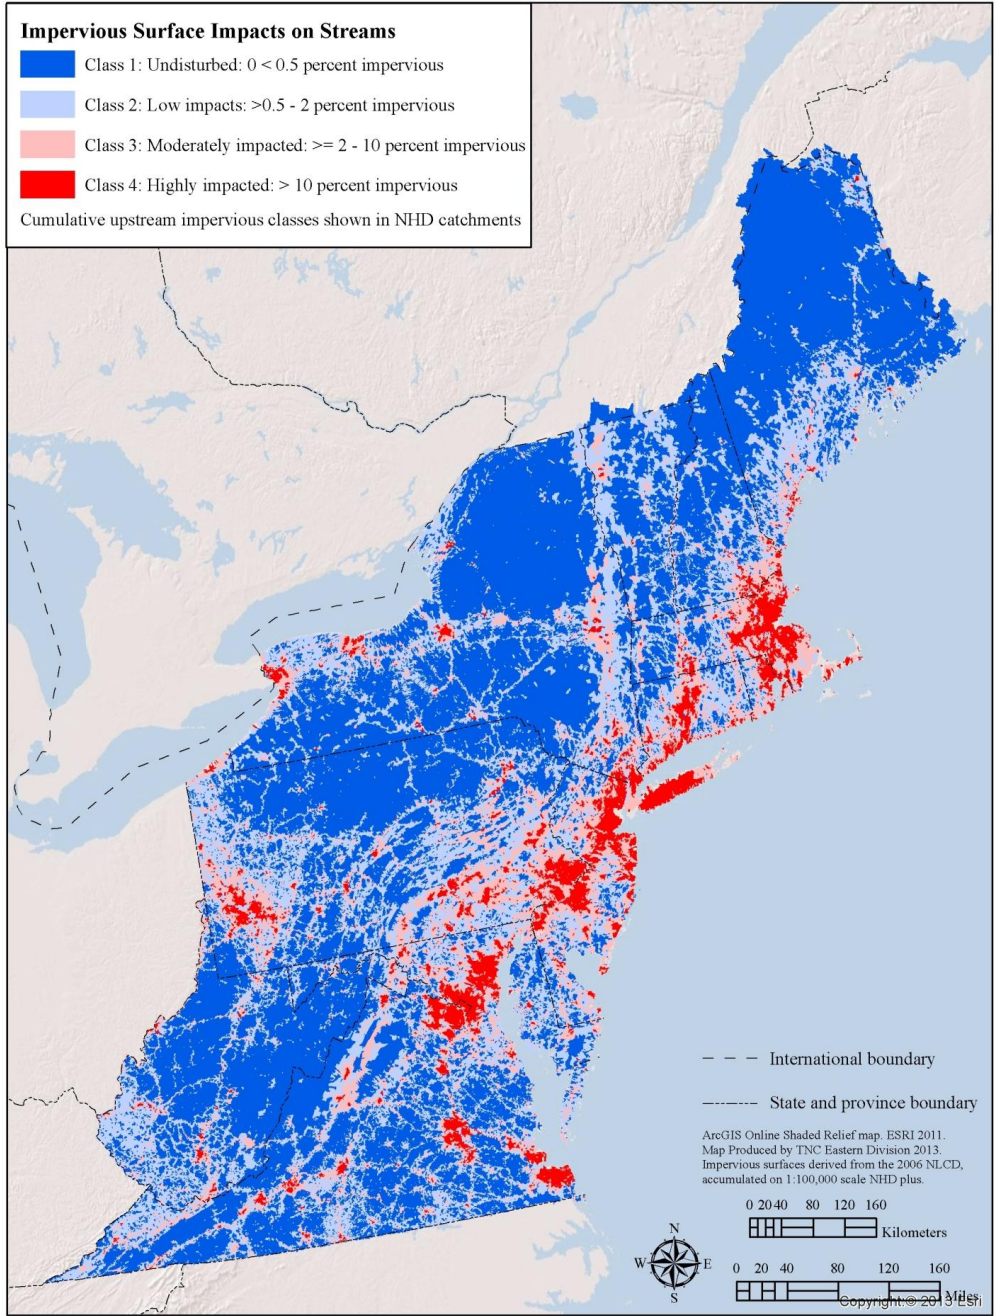 Impervious Surface Impacts on Streams
Class 1: Undisturbed: 0 < 0.5 percent impervious
Class 2: Low impacts: >0.5 - 2 percent impervious
Class 3: Moderately impacted: >= 2 - 10 percent impervious
Class 4: Highly impacted: > 10 percent impervious
Cumulative upstream impervious classes shown in NHD catchments
International boundary
State and province boundary
ArcGIS Online Shaded Relief map. ESRI 2011.
Map Produced by TNC Eastern Division 2013.
Impervious surfaces derived from the 2006 NLCD,
accumulated on 1:100,000 scale NHD plus.
0 20 40 80 120 160
Kilometers
N
W E
S
0 20 40 80 120 160
Miles
Copyright:© 2013 Esri